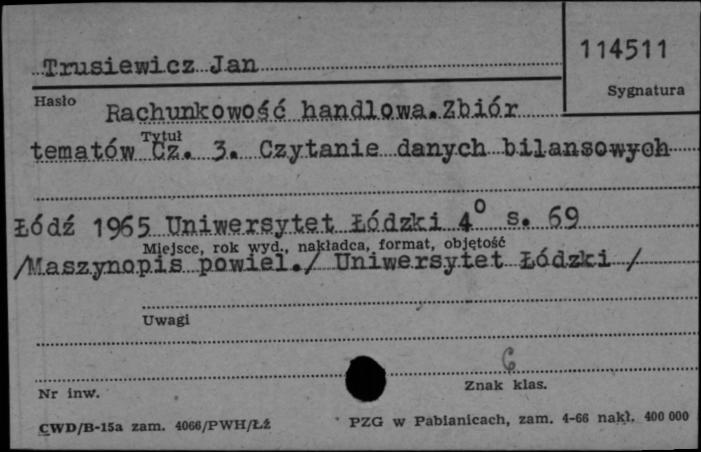 114511
Trusiewicz Jan
Sygnatura
Hasło
Rachunkowość handlowa.Zbiór
Tytuł
tematów Cz. 3. Czytanie danych bilansowych
Łódź 1965 Uniwersytet Łódzki 4° s. 69
Miejsce, rok wyd., nakładca, format, objętość
/Maszynopis powiel./ Uniwersytet Łódzki /
Uwagi
G
Nr inw.
Znak klas.
CWD/B-15a zam. 4066/PWH/Łź
PZG w Pabianicach, zam. 4-66 nakł. 400 000